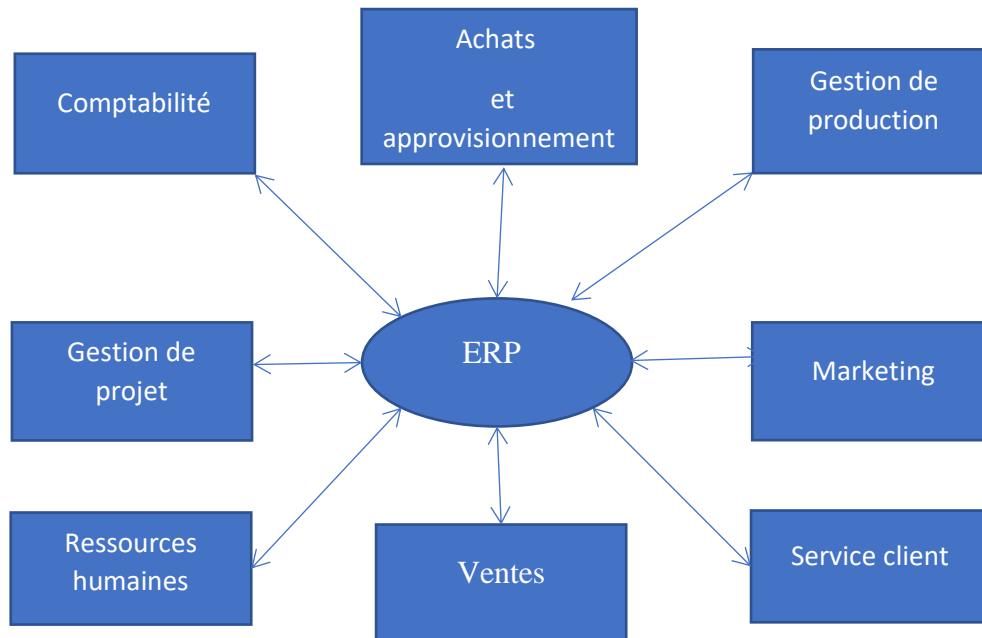 Comptabilité
Achats
et
approvisionnement
Gestion de
production
Gestion de
projet
ERP
Marketing
Ressources
humaines
Ventes
Service client